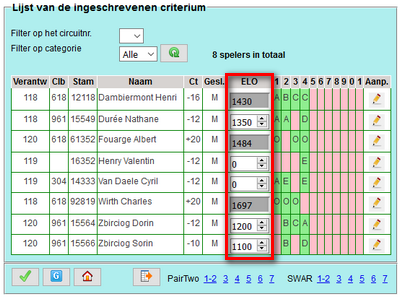 Lijst van de ingeschrevenen criterium
Filter op het circuitnr.
Filter op categorie Alle 8 spelers in totaal
Verantw Clb Stam Naam Ct Gesl. ELO 1 2 3 4 5 6 7 8 9 0 1 Aanp.
118 618 12118 Dambiermont Henri -16 M 1430 A B C C
118 961 15549 Durée Nathane -12 M 1350 A A D
120 618 61352 Fouarge Albert +20 M 1484 O O O
119 16352 Henry Valentin -12 M 0 E
119 304 14333 Van Daele Cyril -12 M 0 A E E
118 618 92819 Wirth Charles +20 M 1697 O O O
120 961 15566 Zbirciog Dorin -12 M 1200 B C A
120 961 15564 Zbirciog Sorin -10 M 1100 B D
G PairTwo 1-2 3 4 5 6 7 SWAR 1-2 3 4 5 6 7